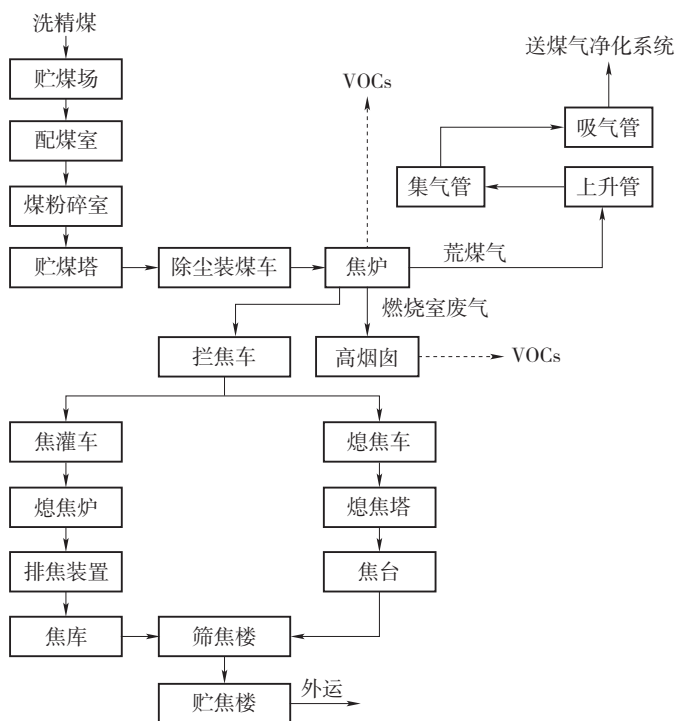 洗精煤
送煤气净化系统
贮煤场
VOCs
吸气管
配煤室
集气管
上升管
煤粉碎室
荒煤气
贮煤塔
除尘装煤车
焦炉
燃烧室废气
拦焦车
高烟囱
VOCs
焦灌车
熄焦车
熄焦炉
熄焦塔
排焦装置
焦台
焦库
筛焦楼
贮焦楼
外运